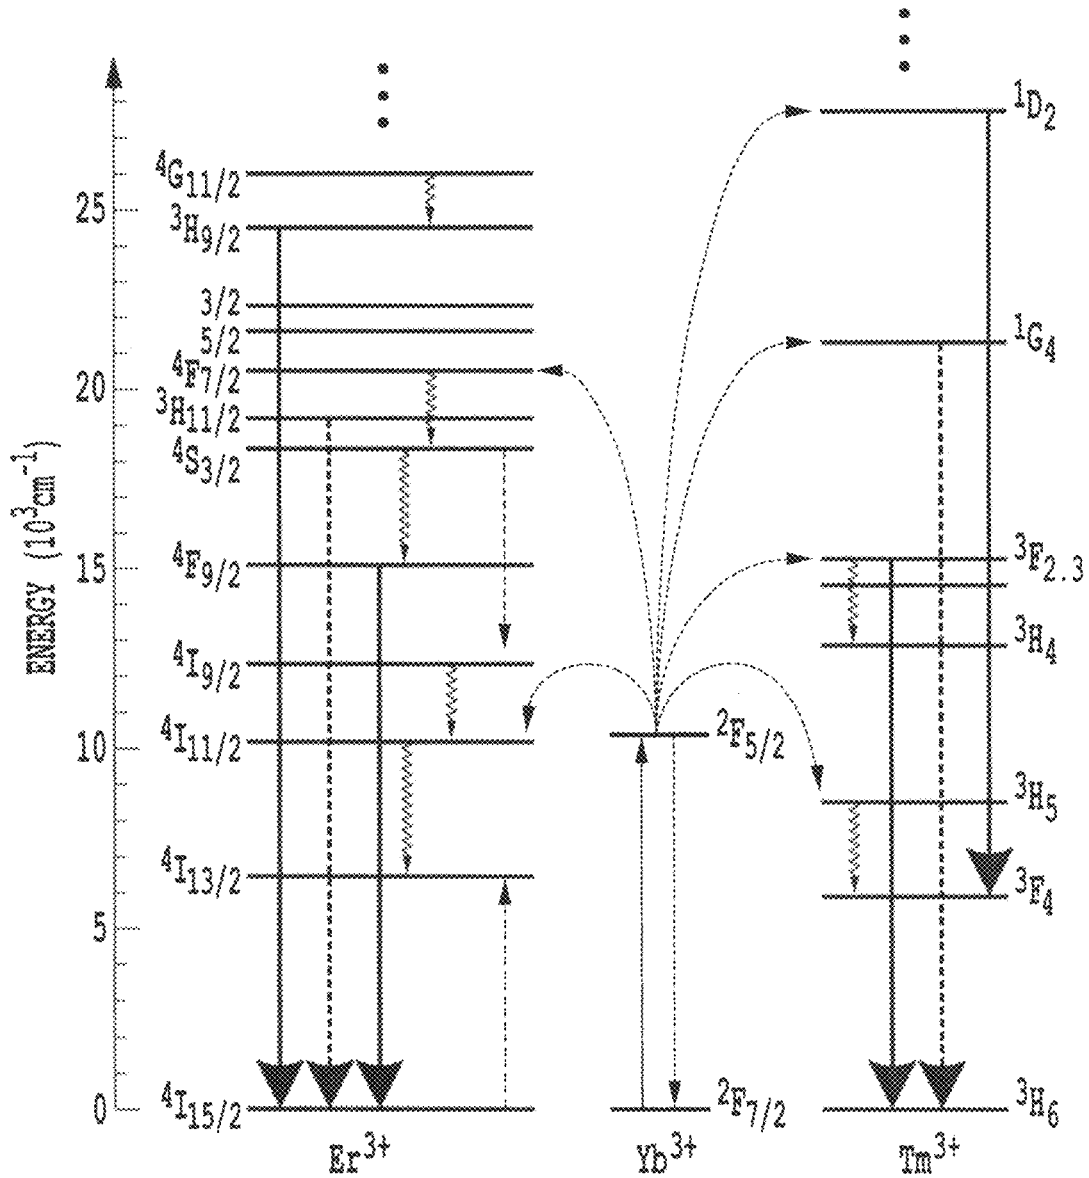 ENERGY (10³cm⁻¹)
25
20
15
10
5
0
⁴G₁₁/₂
³H₉/₂
3/2
5/2
⁴F₇/₂
³H₁₁/₂
⁴S₃/₂
⁴F₉/₂
⁴I₉/₂
⁴I₁₁/₂
⁴I₁₃/₂
⁴I₁₅/₂
Er³⁺
²F₅/₂
²F₇/₂
Yb³⁺
¹D₂
¹G₄
³F₂.₃
³H₄
³H₅
³F₄
³H₆
Tm³⁺